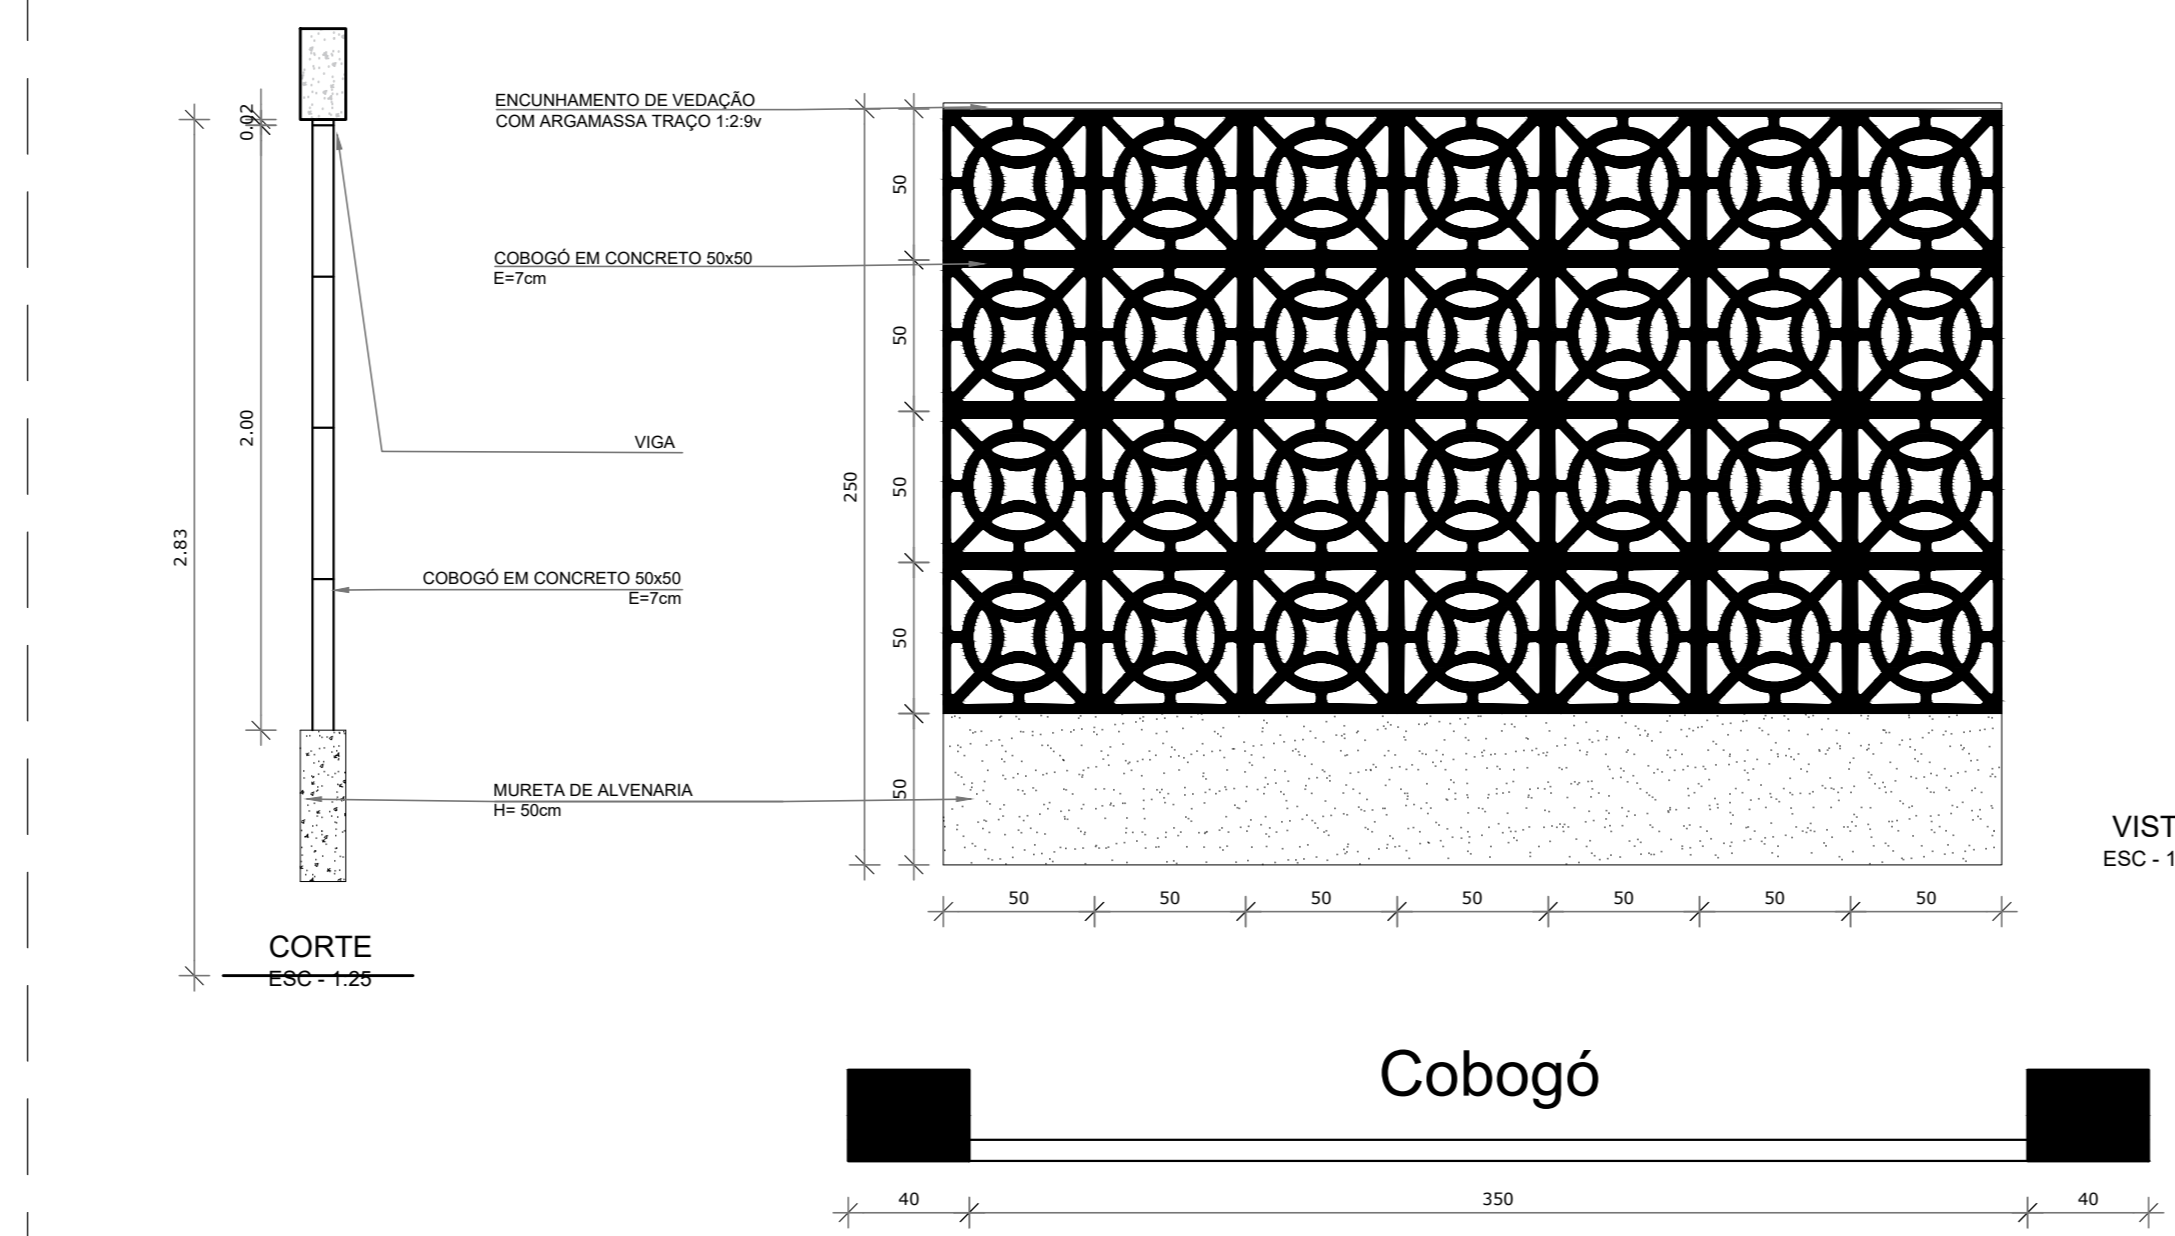 0.02
ENCUNHAMENTO DE VEDAÇÃO
COM ARGAMASSA TRAÇO 1:2:9v
50
COBOGÓ EM CONCRETO 50x50
E=7cm
50
2.00
VIGA
250
50
2.83
COBOGÓ EM CONCRETO 50x50
E=7cm
50
MURETA DE ALVENARIA
H= 50cm
50
VIST
ESC - 1
50 50 50 50 50 50 50
CORTE
ESC - 1.25
Cobogó
40 350 40